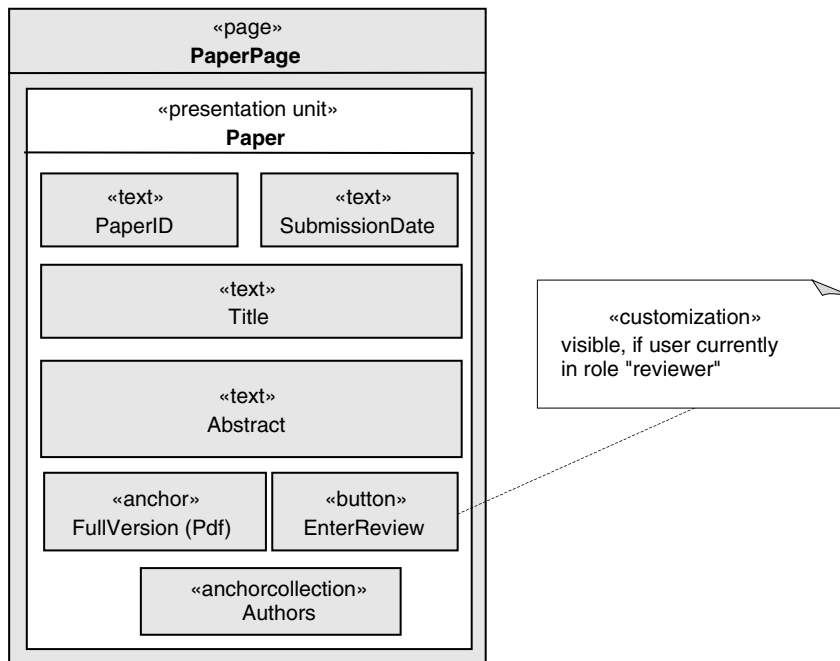 «page»
PaperPage
«presentation unit»
Paper
«text»
PaperID
«text»
SubmissionDate
«text»
Title
«text»
Abstract
«anchor»
FullVersion (Pdf)
«button»
EnterReview
«anchorcollection»
Authors
«customization»
visible, if user currently
in role "reviewer"